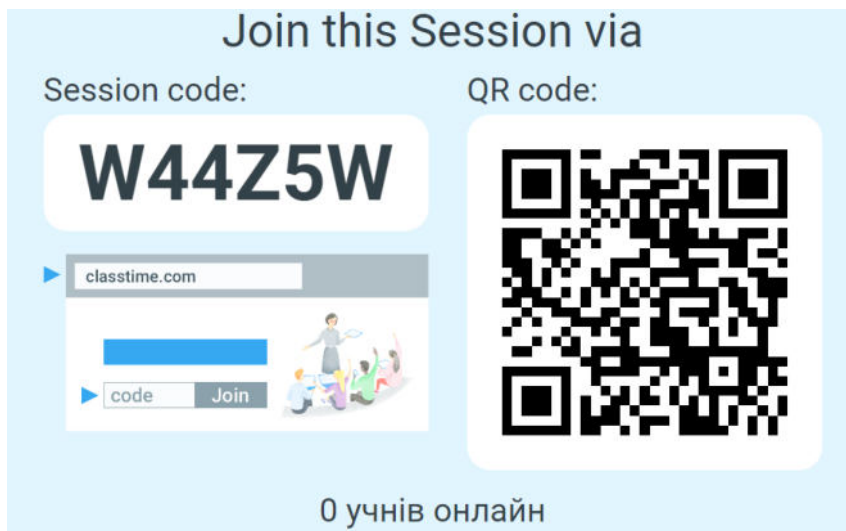 Join this Session via
Session code:
QR code:
W44Z5W
classtime.com
code
Join
0 учнів онлайн